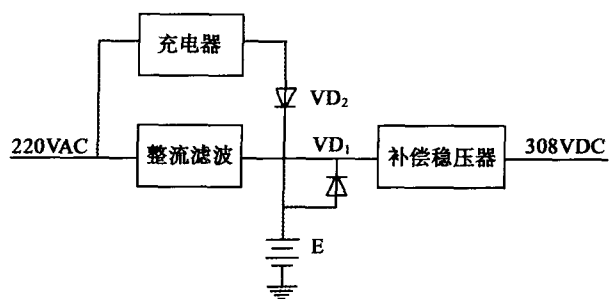 充电器
VD₂
220VAC
整流滤波
VD₁
补偿稳压器
308VDC
E